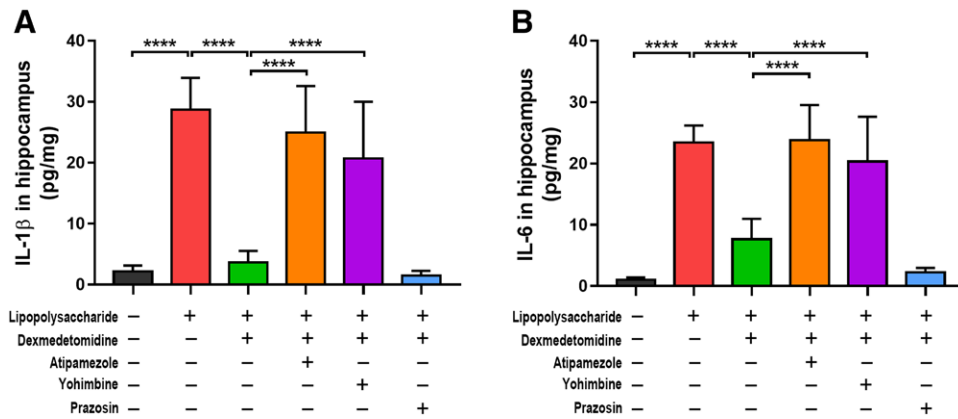 A
IL-1β in hippocampus
(pg/mg)
40
30
20
10
0
**** **** ****
****
Lipopolysaccharide – + + + + +
Dexmedetomidine – – + + + +
Atipamezole – – – + – –
Yohimbine – – – – + –
Prazosin – – – – – +
B
IL-6 in hippocampus
(pg/mg)
40
30
20
10
0
**** **** ****
****
Lipopolysaccharide – + + + + +
Dexmedetomidine – – + + + +
Atipamezole – – – + – –
Yohimbine – – – – + –
Prazosin – – – – – +